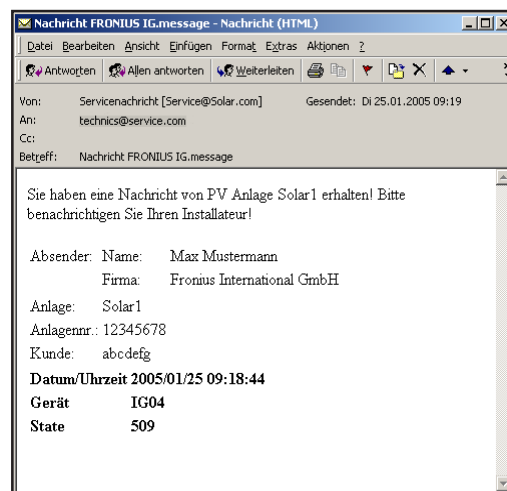 Nachricht FRONIUS IG.message - Nachricht (HTML)
Datei Bearbeiten Ansicht Einfügen Format Extras Aktionen ?
Antworten Allen antworten Weiterleiten
Von: Servicenachricht [Service@Solar.com] Gesendet: Di 25.01.2005 09:19
An: technics@service.com
Cc:
Betreff: Nachricht FRONIUS IG.message
Sie haben eine Nachricht von PV Anlage Solar1 erhalten! Bitte
benachrichtigen Sie Ihren Installateur!
Absender: Name: Max Mustermann
Firma: Fronius International GmbH
Anlage: Solar1
Anlagennr.: 12345678
Kunde: abcdefg
Datum/Uhrzeit 2005/01/25 09:18:44
Gerät IG04
State 509